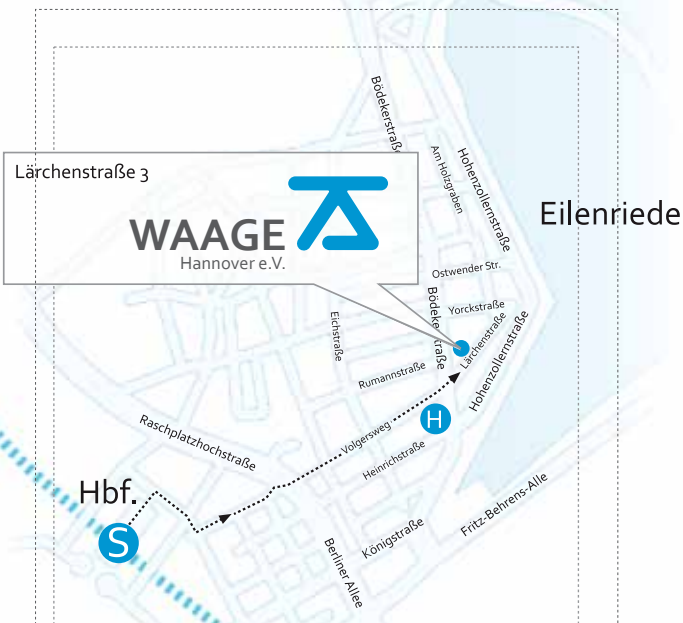 Bödekerstraße
Am Holzgraben
Hohenzollernstraße
Lärchenstraße 3
WAAGE
Hannover e.V.
Eilenriede
Ostwender Str.
Bödekerstraße
Yorckstraße
Eichstraße
Lärchenstraße
Hohenzollernstraße
Rumannstraße
H
Volgersweg
Raschplatzhochstraße
Heinrichstraße
Hbf.
S
Königstraße
Fritz-Behrens-Alle
Berliner Allee